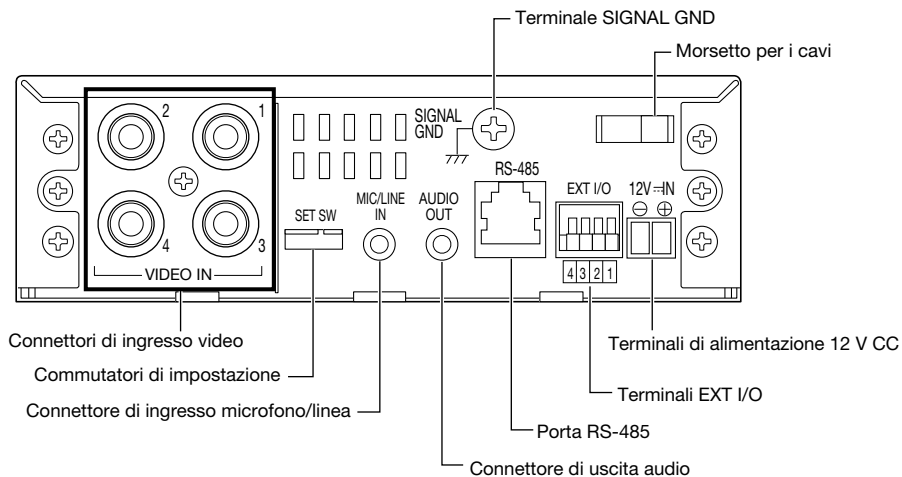 Terminale SIGNAL GND
Morsetto per i cavi
2
1
SIGNAL
GND
RS-485
EXT I/O
12V⎓IN
⊖ ⊕
MIC/LINE
IN
AUDIO
OUT
SET SW
4
3
VIDEO IN
4 3 2 1
Connettori di ingresso video
Terminali di alimentazione 12 V CC
Commutatori di impostazione
Terminali EXT I/O
Connettore di ingresso microfono/linea
Porta RS-485
Connettore di uscita audio